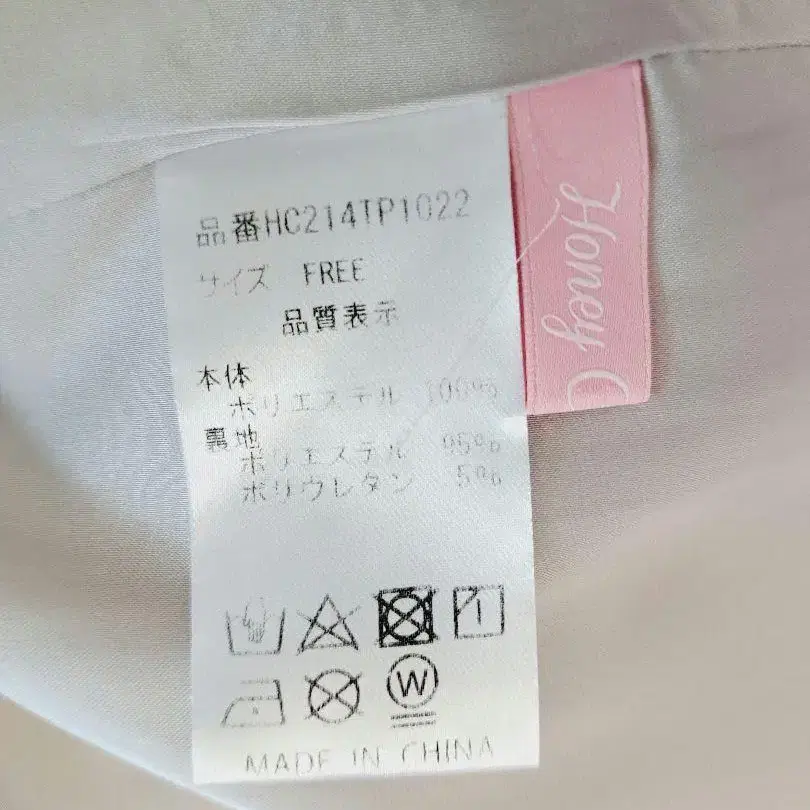 品番HC214TP1022
サイズ FREE
品質表示
本体
ポリエステル 100%
裏地
ポリエステル 95%
ポリウレタン 5%
W
MADE IN CHINA
Honey C